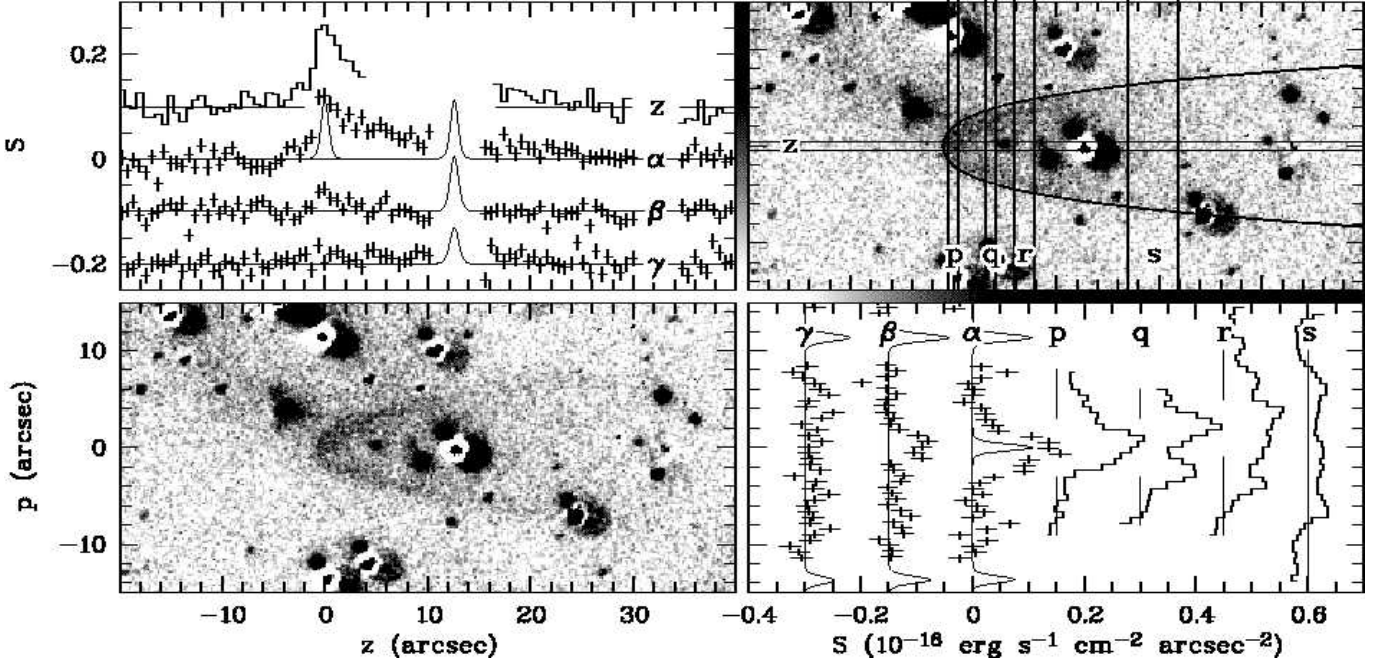 S
0.2
0
−0.2
z
α
β
γ
z
p q r s
p (arcsec)
10
0
−10
−10 0 10 20 30
z (arcsec)
γ β α p q r s
−0.4 −0.2 0 0.2 0.4 0.6
S (10⁻¹⁶ erg s⁻¹ cm⁻² arcsec⁻²)